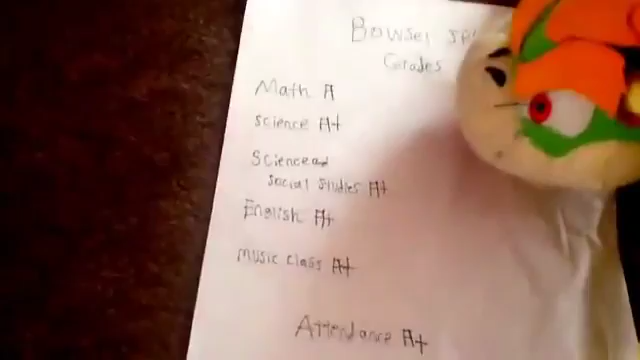 Bowser
Grades
Math A
science A+
Science and
social studies A+
English A+
music class A+
Attendance A+